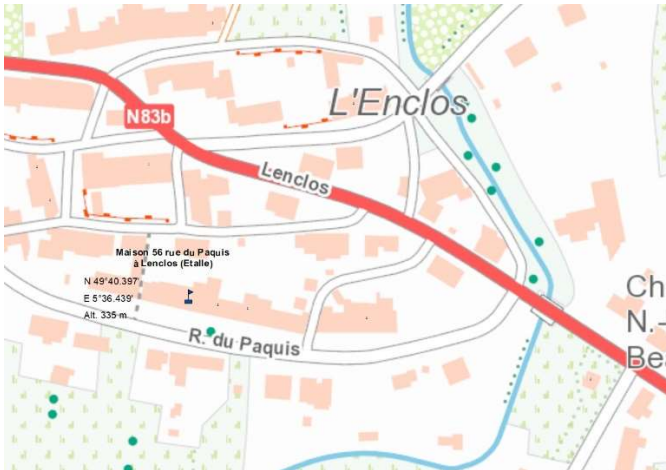 L'Enclos
N83b
Lenclos
Maison 56 rue du Paquis
à Lenclos (Etalle)
N 49°40.397'
E 5°36.439'
Alt. 335 m
R. du Paquis
Ch
N.-
Bea